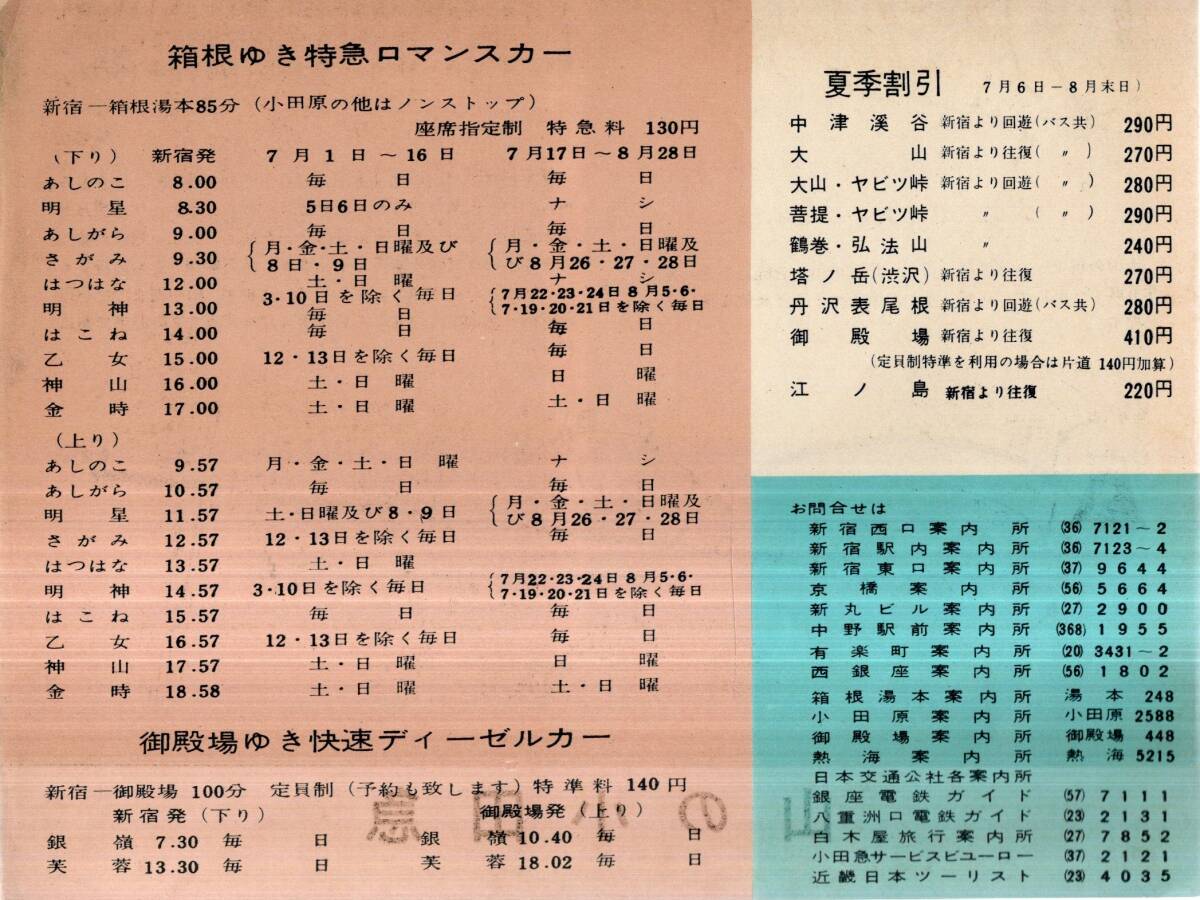 箱根ゆき特急ロマンスカー
新宿―箱根湯本85分 (小田原の他はノンストップ)
座席指定制 特急料 130円
(下り) 新宿発 7月1日～16日 7月17日～8月28日
あしのこ 8.00 毎日 毎日
明星 8.30 5日6日のみ ナシ
あしがら 9.00 毎日 毎日
さがみ 9.30 {月・金・土・日曜及び8日・9日 {月・金・土・日曜及び8月26・27・28日
はつはな 12.00 土・日曜 ナシ
明神 13.00 3・10日を除く毎日 {7月22・23・24日8月5・6・7・19・20・21日を除く毎日
毎日
はこね 14.00 毎日 毎日
乙女 15.00 12・13日を除く毎日 毎日
神山 16.00 土・日曜 日曜
金時 17.00 土・日曜 土・日曜
(上り)
あしのこ 9.57 月・金・土・日曜 ナシ
あしがら 10.57 毎日 毎日
明星 11.57 土・日曜及び8・9日 {月・金・土・日曜及び8月26・27・28日
さがみ 12.57 12・13日を除く毎日 毎日
はつはな 13.57 土・日曜 ナシ
明神 14.57 3・10日を除く毎日 {7月22・23・24日8月5・6・7・19・20・21日を除く毎日
はこね 15.57 毎日 毎日
乙女 16.57 12・13日を除く毎日 毎日
神山 17.57 土・日曜 日曜
金時 18.58 土・日曜 土・日曜
御殿場ゆき快速ディーゼルカー
新宿―御殿場 100分 定員制 (予約も致します) 特準料 140円
新宿発 (下り) 御殿場発 (上り)
銀嶺 7.30 毎日 銀嶺 10.40 毎日
芙蓉 13.30 毎日 芙蓉 18.02 毎日
山の小田急
夏季割引 7月6日－8月末日)
中津渓谷 新宿より回遊(バス共) 290円
大山 新宿より往復(〃) 270円
大山・ヤビツ峠 新宿より回遊(〃) 280円
菩提・ヤビツ峠 〃 (〃) 290円
鶴巻・弘法山 〃 240円
塔ノ岳(渋沢) 新宿より往復 270円
丹沢表尾根 新宿より回遊(バス共) 280円
御殿場 新宿より往復 410円
(定員制特準を利用の場合は片道 140円加算)
江ノ島 新宿より往復 220円
お問合せは
新宿西口案内所 (36) 7121～2
新宿駅内案内所 (36) 7123～4
新宿東口案内所 (37) 9644
京橋案内所 (56) 5664
新丸ビル案内所 (27) 2900
中野駅前案内所 (368) 1955
有楽町案内所 (20) 3431～2
西銀座案内所 (56) 1802
箱根湯本案内所 湯本 248
小田原案内所 小田原 2588
御殿場案内所 御殿場 448
熱海案内所 熱海 5215
日本交通公社各案内所
銀座電鉄ガイド (57) 7111
八重洲口電鉄ガイド (23) 2131
白木屋旅行案内所 (27) 7852
小田急サービスビューロー (37) 2121
近畿日本ツーリスト (23) 4035